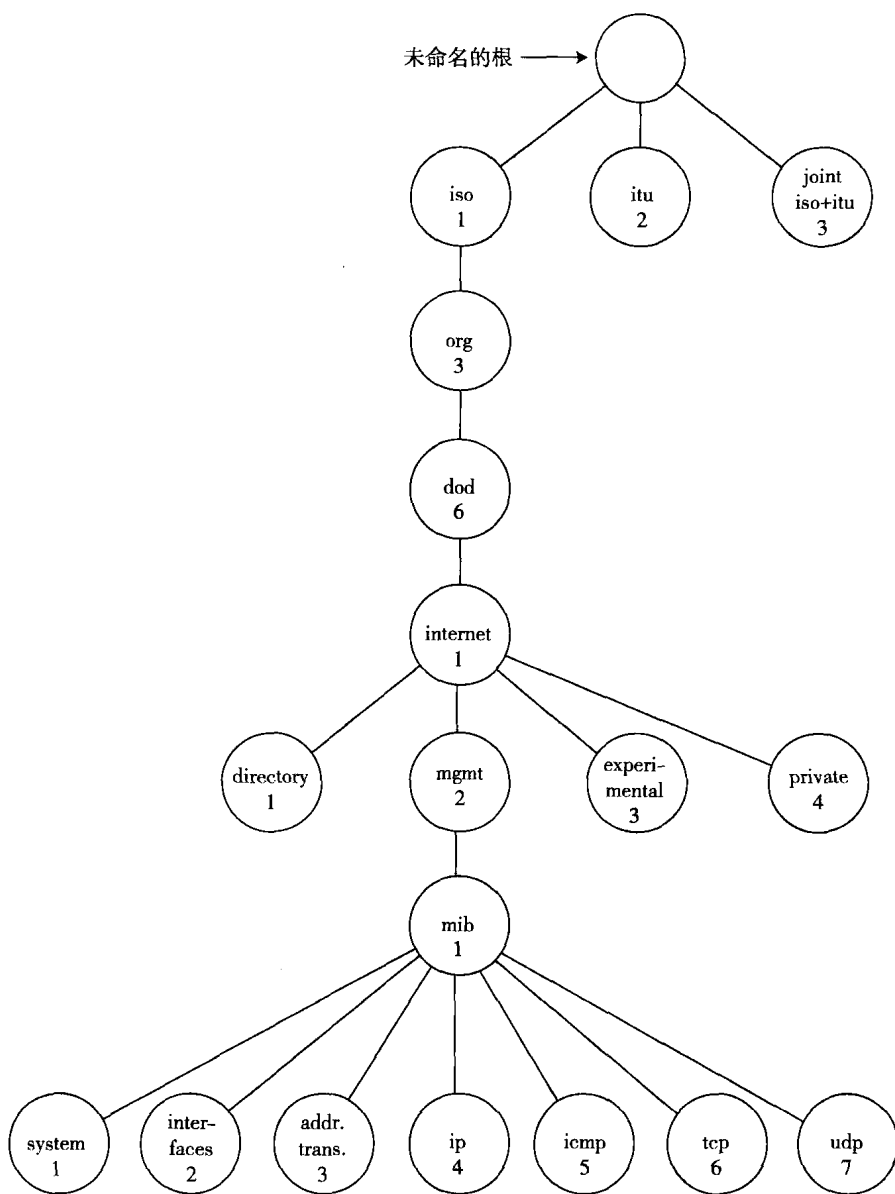 未命名的根
iso
1
itu
2
joint
iso+itu
3
org
3
dod
6
internet
1
directory
1
mgmt
2
experi-
mental
3
private
4
mib
1
system
1
inter-
faces
2
addr.
trans.
3
ip
4
icmp
5
tcp
6
udp
7